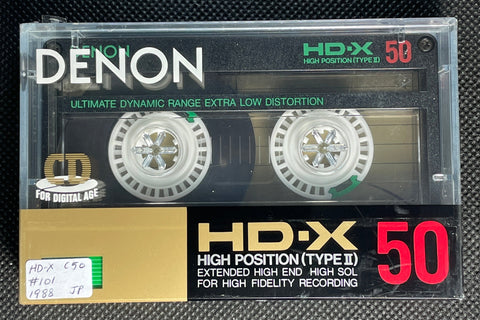 DENON
HD·X 50
HIGH POSITION (TYPE II)
DENON
ULTIMATE DYNAMIC RANGE EXTRA LOW DISTORTION
CD
FOR DIGITAL AGE
HD·X 50
HIGH POSITION (TYPE II)
EXTENDED HIGH END HIGH SOL
FOR HIGH FIDELITY RECORDING
HD-X C50
#101
1988 JP